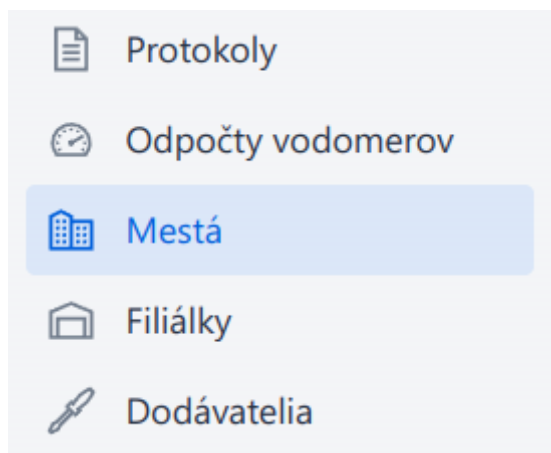 Protokoly
Odpočty vodomerov
Mestá
Filiálky
Dodávatelia